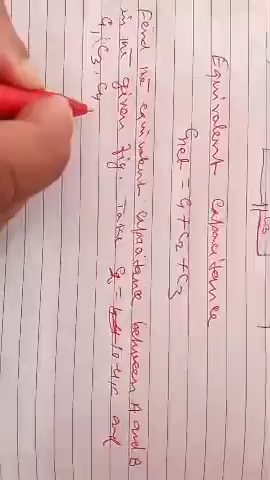 Equivalent capacitance
Cnet = C1 + C2 + C3
Find the equivalent capacitance between A and B
in the given fig. Take C2 = 10 μF and
C1, C3, C4